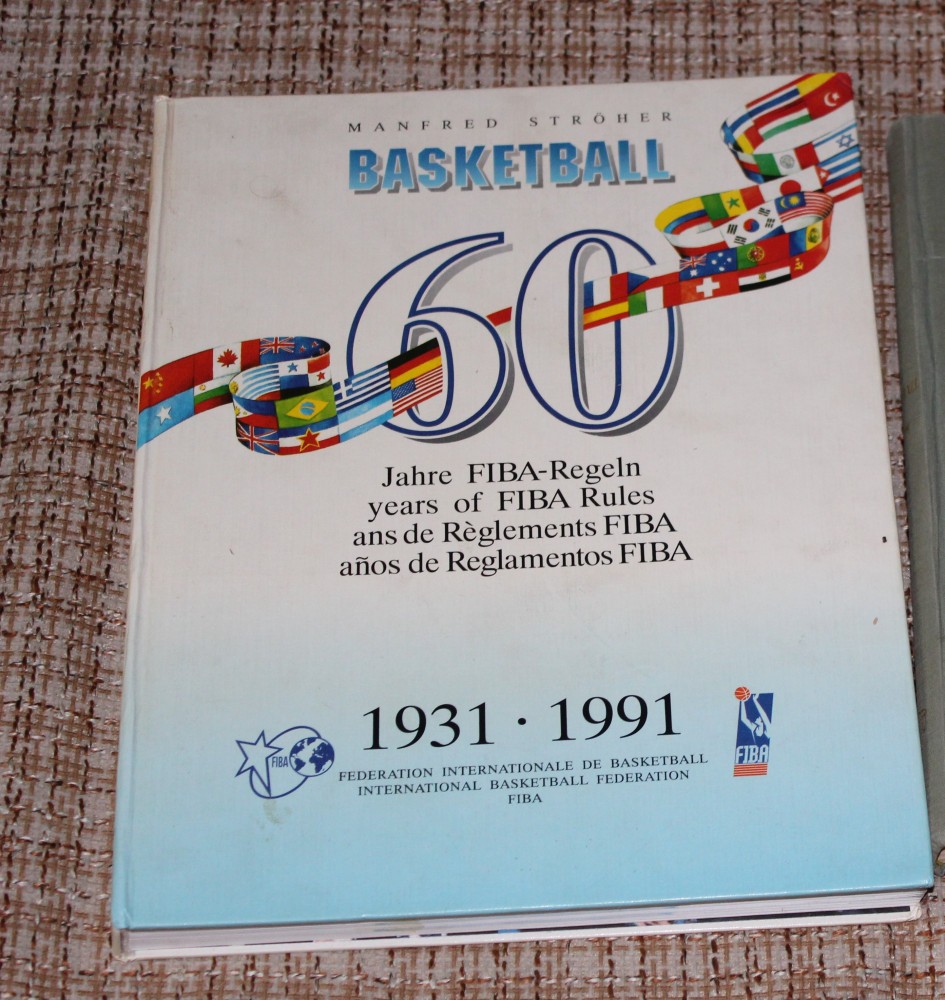 MANFRED STRÖHER
BASKETBALL
60
Jahre FIBA-Regeln
years of FIBA Rules
ans de Règlements FIBA
años de Reglamentos FIBA
1931 · 1991
FIBA
FIBA
FEDERATION INTERNATIONALE DE BASKETBALL
INTERNATIONAL BASKETBALL FEDERATION
FIBA